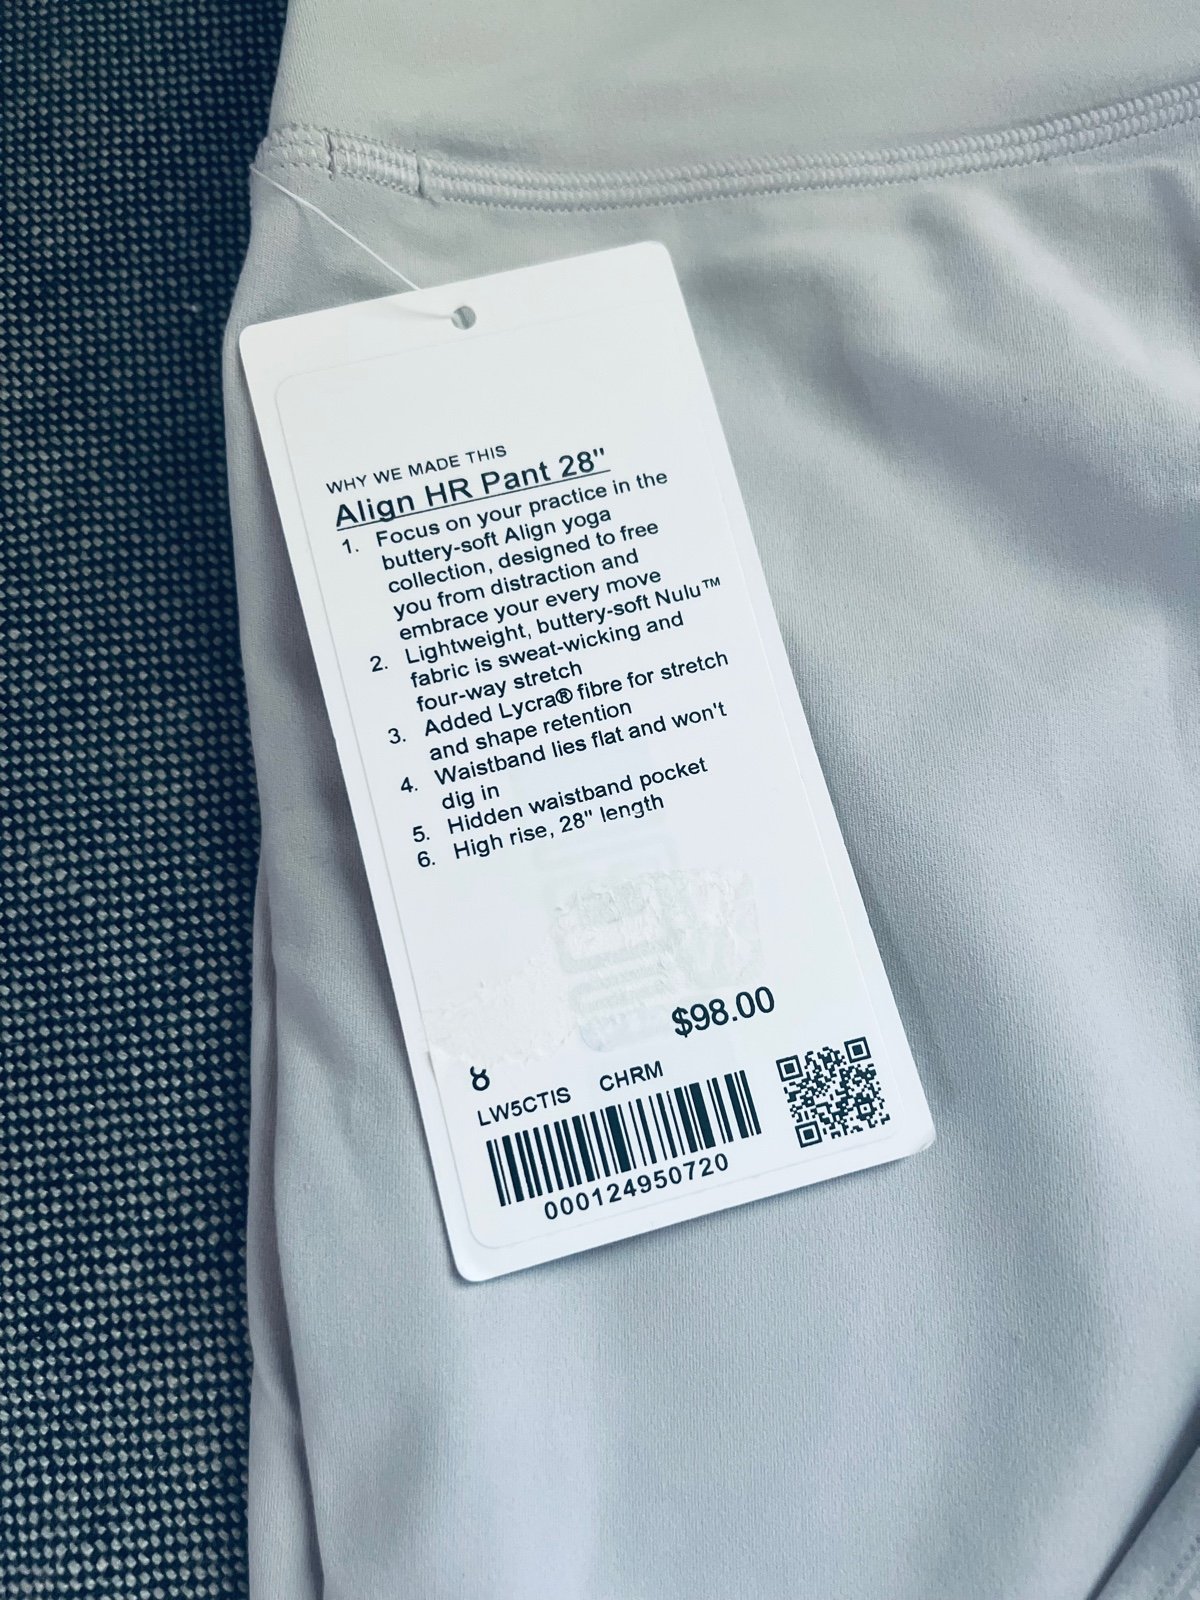 WHY WE MADE THIS
Align HR Pant 28"
1. Focus on your practice in the
buttery-soft Align yoga
collection, designed to free
you from distraction and
embrace your every move
2. Lightweight, buttery-soft Nulu™
fabric is sweat-wicking and
four-way stretch
3. Added Lycra® fibre for stretch
and shape retention
4. Waistband lies flat and won't
dig in
5. Hidden waistband pocket
6. High rise, 28" length
$98.00
8
LW5CTIS CHRM
000124950720